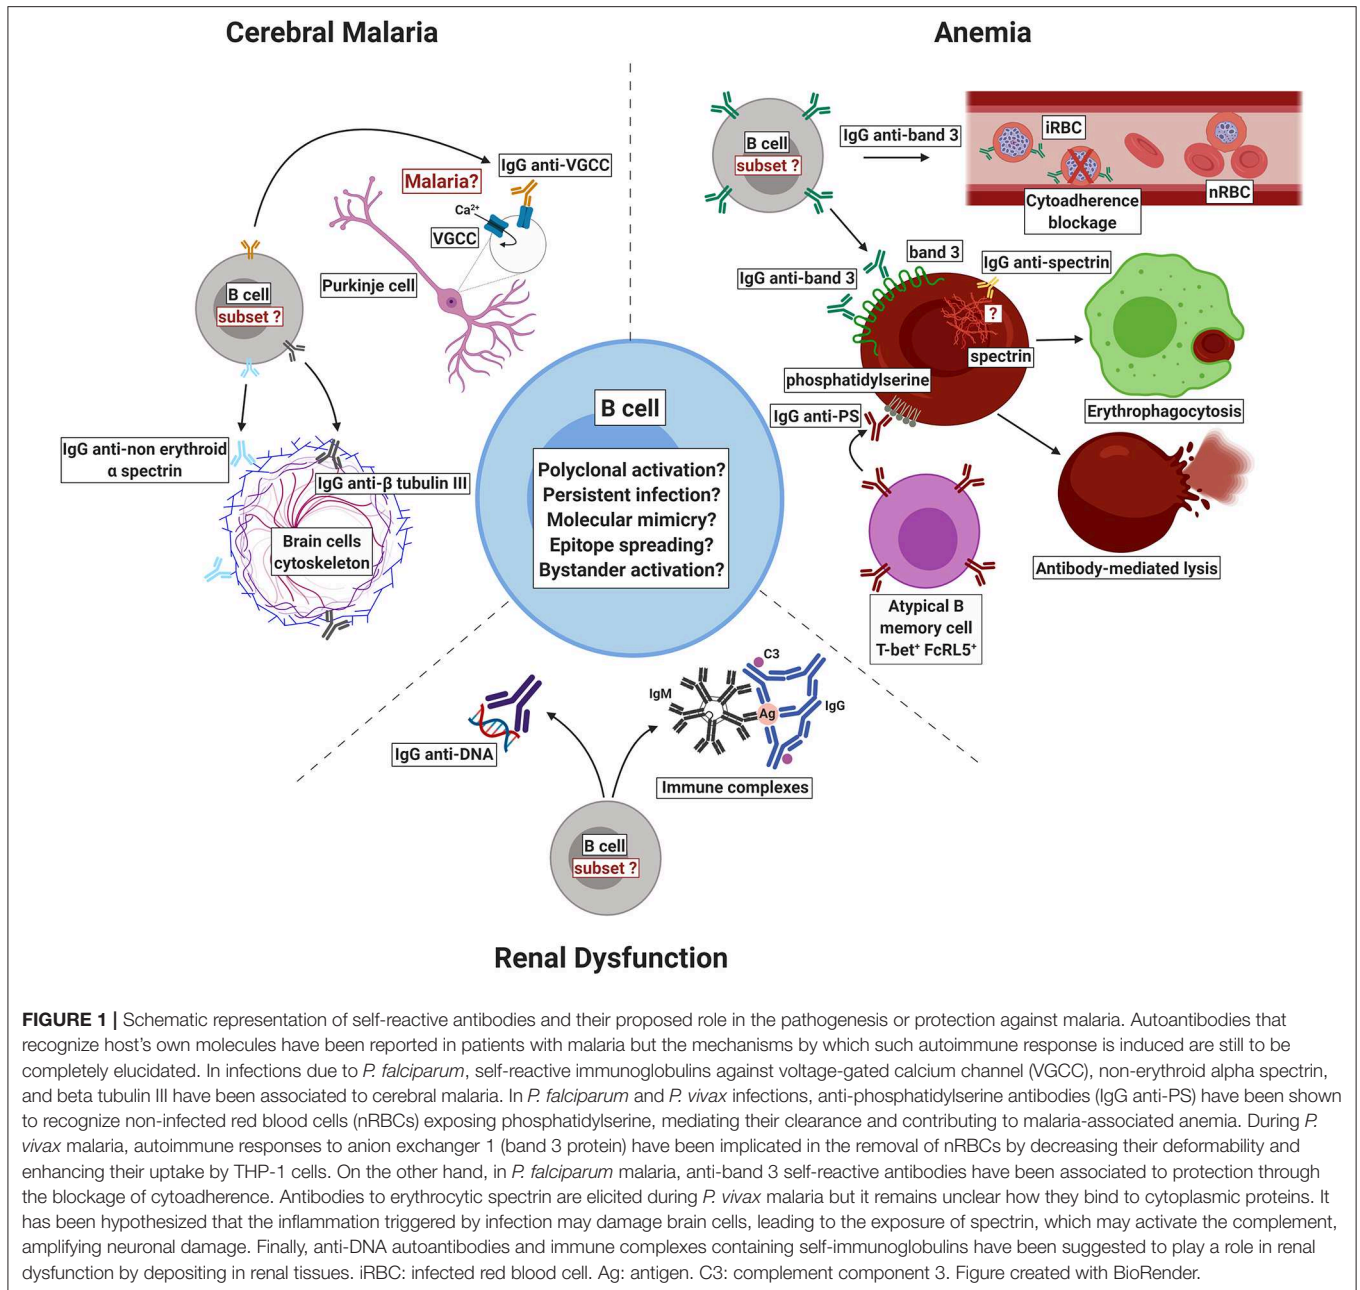 Cerebral Malaria
Anemia
B cell
subset ?
IgG anti-VGCC
Malaria?
Ca²⁺
VGCC
Purkinje cell
B cell
subset ?
IgG anti-non erythroid
α spectrin
IgG anti-β tubulin III
Brain cells
cytoskeleton
IgG anti-band 3
iRBC
Cytoadherence
blockage
nRBC
band 3
IgG anti-spectrin
IgG anti-band 3
?
spectrin
phosphatidylserine
IgG anti-PS
Erythrophagocytosis
Antibody-mediated lysis
Atypical B
memory cell
T-bet⁺ FcRL5⁺
B cell
Polyclonal activation?
Persistent infection?
Molecular mimicry?
Epitope spreading?
Bystander activation?
C3
IgM
Ag
IgG
IgG anti-DNA
Immune complexes
B cell
subset ?
Renal Dysfunction
FIGURE 1 | Schematic representation of self-reactive antibodies and their proposed role in the pathogenesis or protection against malaria. Autoantibodies that
recognize host's own molecules have been reported in patients with malaria but the mechanisms by which such autoimmune response is induced are still to be
completely elucidated. In infections due to P. falciparum, self-reactive immunoglobulins against voltage-gated calcium channel (VGCC), non-erythroid alpha spectrin,
and beta tubulin III have been associated to cerebral malaria. In P. falciparum and P. vivax infections, anti-phosphatidylserine antibodies (IgG anti-PS) have been shown
to recognize non-infected red blood cells (nRBCs) exposing phosphatidylserine, mediating their clearance and contributing to malaria-associated anemia. During P.
vivax malaria, autoimmune responses to anion exchanger 1 (band 3 protein) have been implicated in the removal of nRBCs by decreasing their deformability and
enhancing their uptake by THP-1 cells. On the other hand, in P. falciparum malaria, anti-band 3 self-reactive antibodies have been associated to protection through
the blockage of cytoadherence. Antibodies to erythrocytic spectrin are elicited during P. vivax malaria but it remains unclear how they bind to cytoplasmic proteins. It
has been hypothesized that the inflammation triggered by infection may damage brain cells, leading to the exposure of spectrin, which may activate the complement,
amplifying neuronal damage. Finally, anti-DNA autoantibodies and immune complexes containing self-immunoglobulins have been suggested to play a role in renal
dysfunction by depositing in renal tissues. iRBC: infected red blood cell. Ag: antigen. C3: complement component 3. Figure created with BioRender.